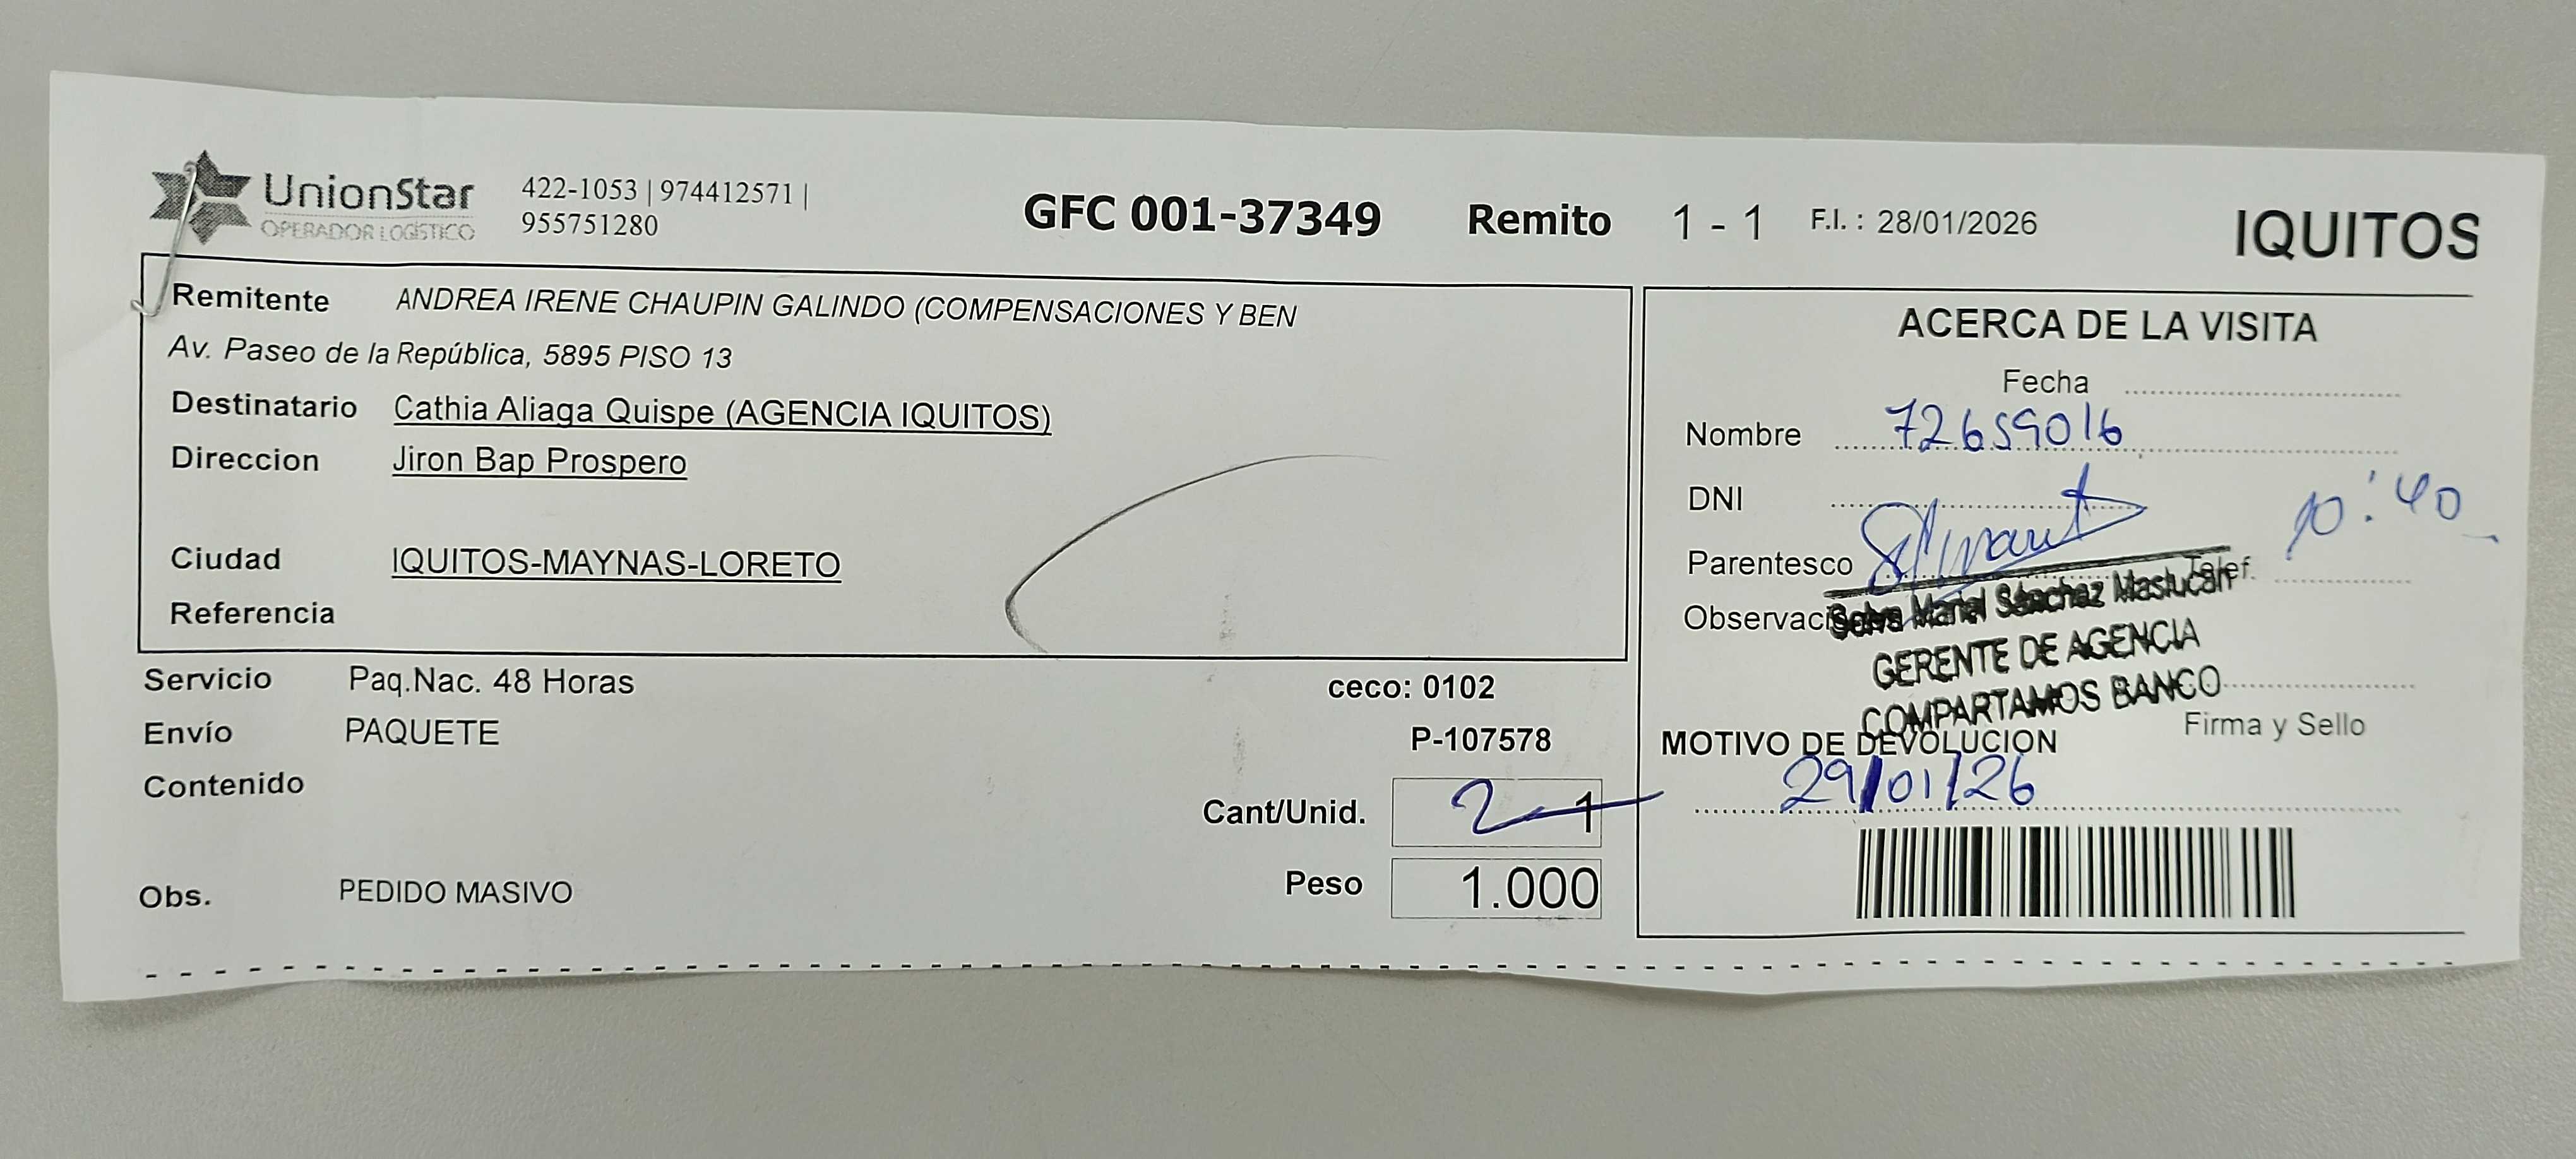 UnionStar
OPERADOR LOGÍSTICO
422-1053 | 974412571 |
955751280
GFC 001-37349
Remito 1 - 1
F.I. : 28/01/2026
IQUITOS
Remitente ANDREA IRENE CHAUPIN GALINDO (COMPENSACIONES Y BEN
Av. Paseo de la República, 5895 PISO 13
Destinatario Cathia Aliaga Quispe (AGENCIA IQUITOS)
Direccion Jiron Bap Prospero
Ciudad IQUITOS-MAYNAS-LORETO
Referencia
Servicio Paq.Nac. 48 Horas
Envío PAQUETE
Contenido
Obs. PEDIDO MASIVO
ceco: 0102
P-107578
Cant/Unid. 2 1
Peso 1.000
ACERCA DE LA VISITA
Fecha
Nombre 72659016
DNI
10:40
Parentesco
Telef.
Observaci
Sánchez Maslucan
GERENTE DE AGENCIA
COMPARTAMOS BANCO
Firma y Sello
MOTIVO DE DEVOLUCION
29/01/26